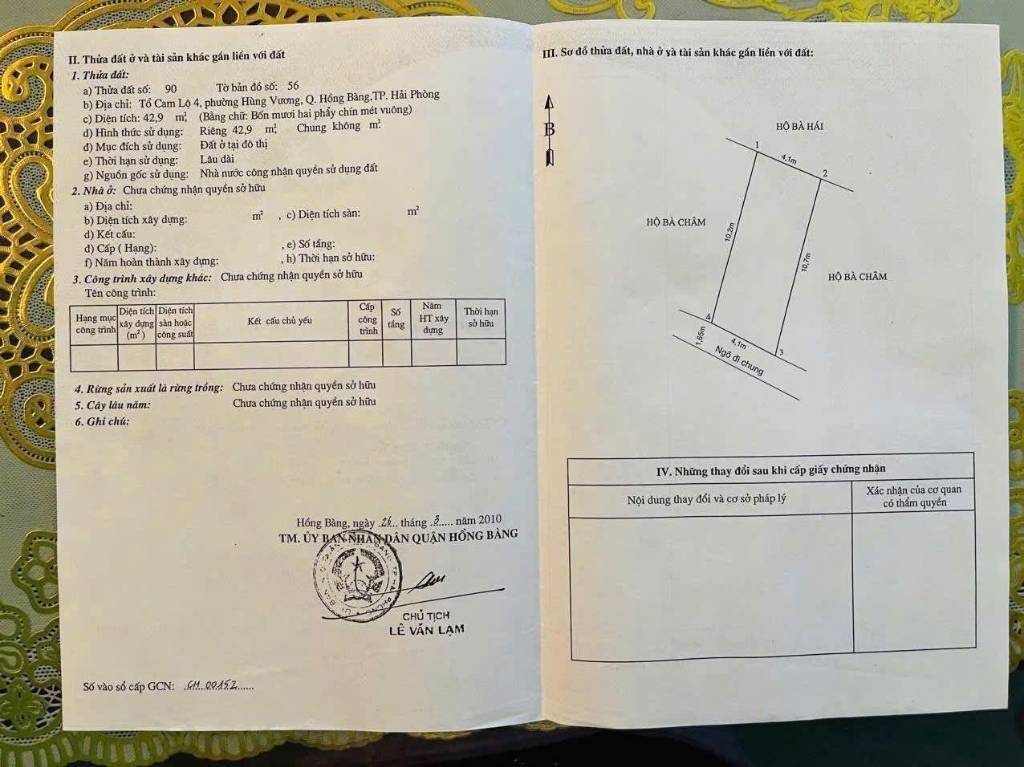 II. Thửa đất ở và tài sản khác gắn liền với đất
1. Thửa đất:
a) Thửa đất số: 90 Tờ bản đồ số: 56
b) Địa chỉ: Tổ Cam Lộ 4, phường Hùng Vương, Q. Hồng Bàng,TP. Hải Phòng
c) Diện tích: 42,9 m², (Bằng chữ: Bốn mươi hai phẩy chín mét vuông)
d) Hình thức sử dụng: Riêng 42,9 m², Chung không m².
đ) Mục đích sử dụng: Đất ở tại đô thị
e) Thời hạn sử dụng: Lâu dài
g) Nguồn gốc sử dụng: Nhà nước công nhận quyền sử dụng đất
2. Nhà ở: Chưa chứng nhận quyền sở hữu
a) Địa chỉ:
b) Diện tích xây dựng: m² , c) Diện tích sàn: m²
d) Kết cấu:
đ) Cấp ( Hạng): , e) Số tầng:
f) Năm hoàn thành xây dựng: , h) Thời hạn sở hữu:
3. Công trình xây dựng khác: Chưa chứng nhận quyền sở hữu
Tên công trình:
Hạng mục công trình
Diện tích xây dựng (m²)
Diện tích sàn hoặc công suất
Kết cấu chủ yếu
Cấp công trình
Số tầng
Năm HT xây dựng
Thời hạn sở hữu
4. Rừng sản xuất là rừng trồng: Chưa chứng nhận quyền sở hữu
5. Cây lâu năm: Chưa chứng nhận quyền sở hữu
6. Ghi chú:
Hồng Bàng, ngày .26.. tháng .8..... năm 2010
TM. ỦY BAN NHÂN DÂN QUẬN HỒNG BÀNG
CHỦ TỊCH
LÊ VĂN LẠM
Số vào sổ cấp GCN: .CH 00152......
III. Sơ đồ thửa đất, nhà ở và tài sản khác gắn liền với đất:
B
HỘ BÀ HÁI
1
4,1m
2
HỘ BÀ CHÂM
10,2m
10,7m
HỘ BÀ CHÂM
4
1,65m
4,1m
3
Ngõ đi chung
IV. Những thay đổi sau khi cấp giấy chứng nhận
Nội dung thay đổi và cơ sở pháp lý
Xác nhận của cơ quan có thẩm quyền